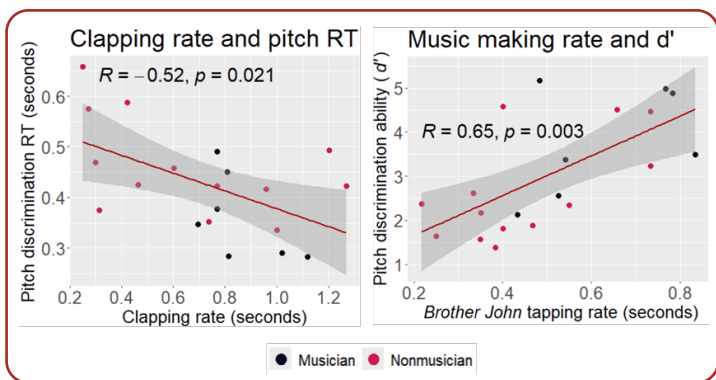 Clapping rate and pitch RT
R = −0.52, p = 0.021
Pitch discrimination RT (seconds)
0.6
0.5
0.4
0.3
0.2 0.4 0.6 0.8 1.0 1.2
Clapping rate (seconds)
Music making rate and d'
R = 0.65, p = 0.003
Pitch discrimination ability ( d')
5
4
3
2
1
0.2 0.4 0.6 0.8
Brother John tapping rate (seconds)
Musician Nonmusician